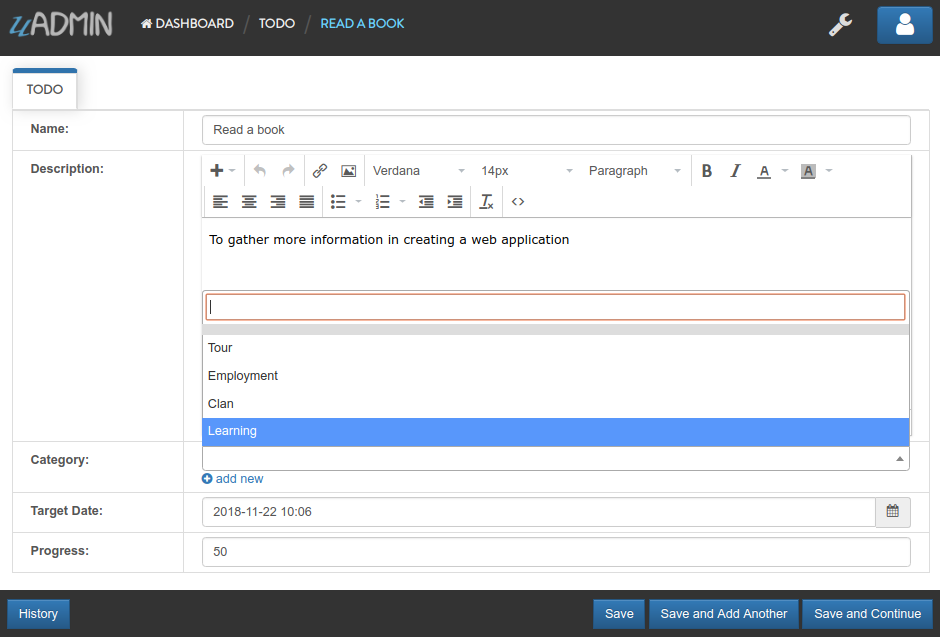 uADMIN DASHBOARD / TODO / READ A BOOK
TODO
Name: Read a book
Description:
Verdana 14px Paragraph B I A A
To gather more information in creating a web application
Tour
Employment
Clan
Learning
Category:
add new
Target Date: 2018-11-22 10:06
Progress: 50
History Save Save and Add Another Save and Continue